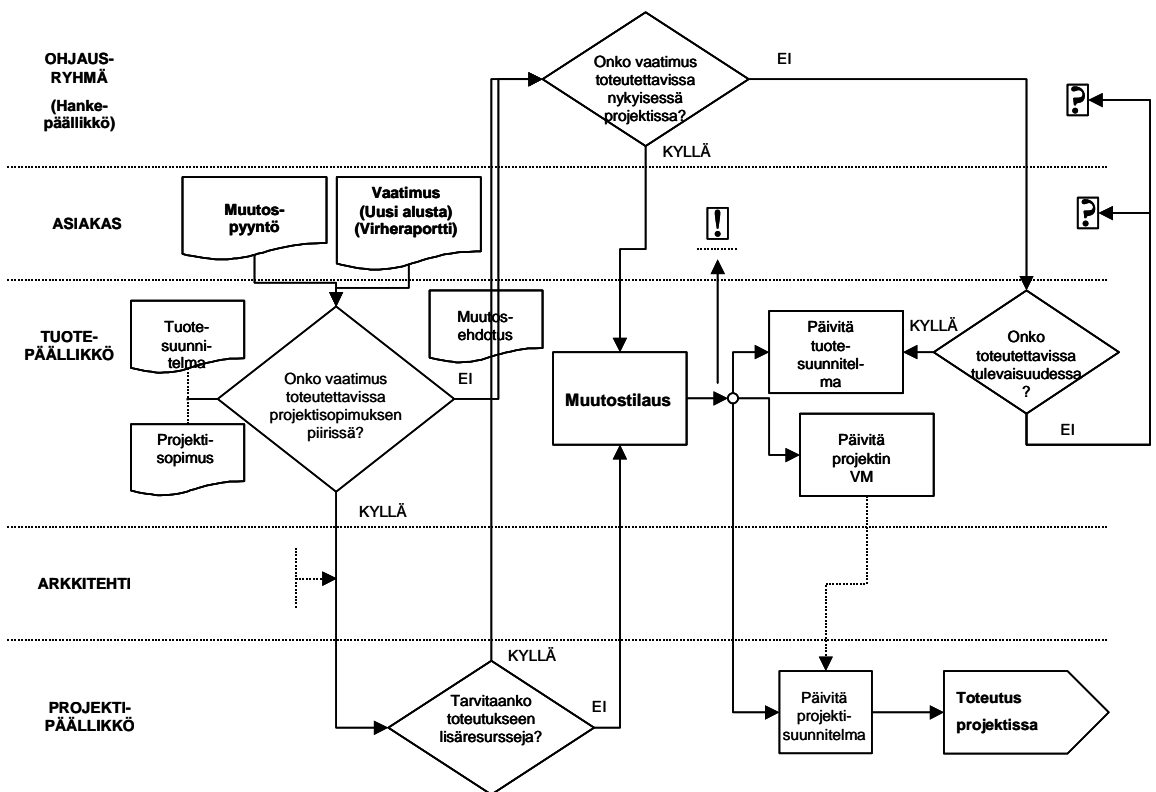 OHJAUS-
RYHMÄ
(Hanke-
päällikkö)
Onko vaatimus
toteutettavissa
nykyisessä
projektissa?
EI
KYLLÄ
?
ASIAKAS
Muutos-
pyyntö
Vaatimus
(Uusi alusta)
(Virheraportti)
!
?
TUOTE-
PÄÄLLIKKÖ
Tuote-
suunni-
telma
Projekti-
sopimus
Onko vaatimus
toteutettavissa
projektisopimuksen
piirissä?
EI
KYLLÄ
Muutos-
ehdotus
Muutostilaus
Päivitä
tuote-
suunnitel-
ma
KYLLÄ
Onko
toteutettavissa
tulevaisuudessa
?
EI
Päivitä
projektin
VM
ARKKITEHTI
PROJEKTI-
PÄÄLLIKKÖ
KYLLÄ
Tarvitaanko
toteutukseen
lisäresursseja?
EI
Päivitä
projekti-
suunnitelma
Toteutus
projektissa